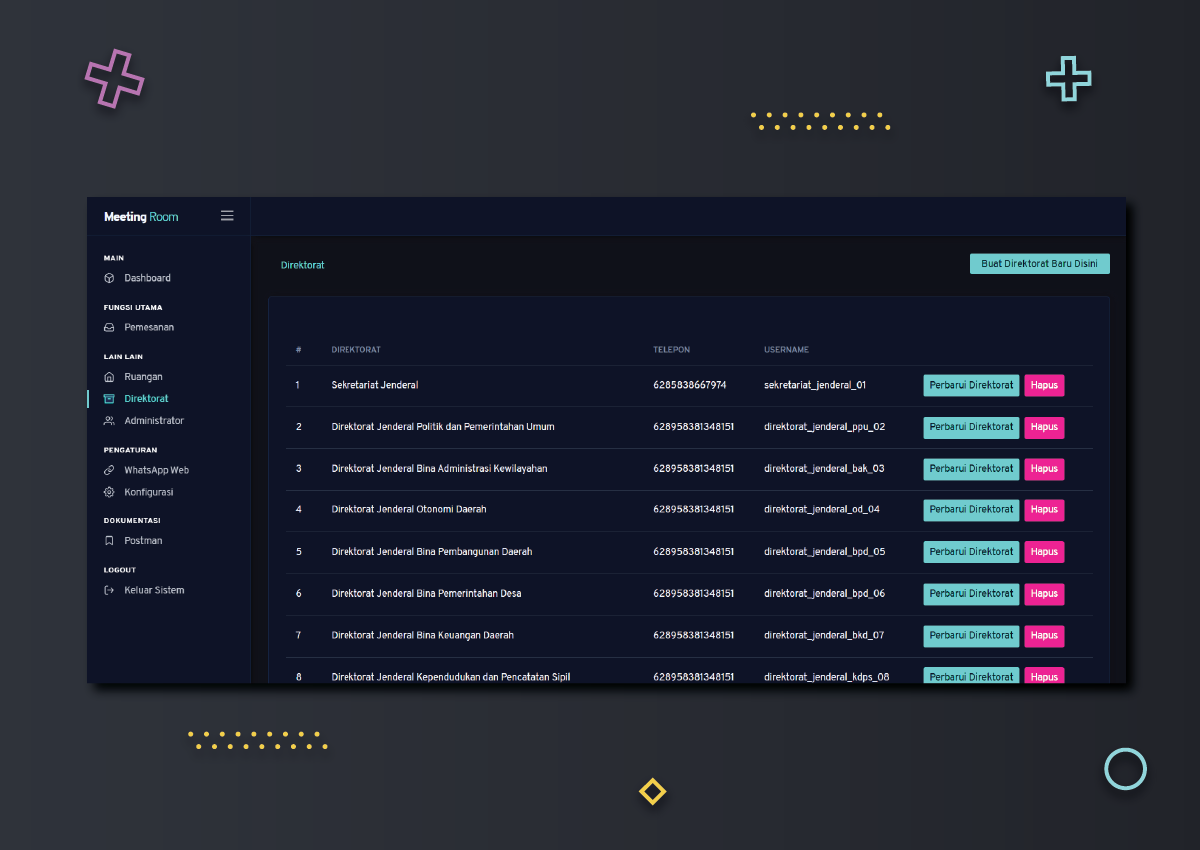 Meeting Room
MAIN
Dashboard
FUNGSI UTAMA
Pemesanan
LAIN LAIN
Ruangan
Direktorat
Administrator
PENGATURAN
WhatsApp Web
Konfigurasi
DOKUMENTASI
Postman
LOGOUT
Keluar Sistem
Direktorat
Buat Direktorat Baru Disini
# DIREKTORAT TELEPON USERNAME
1 Sekretariat Jenderal 6285838667974 sekretariat_jenderal_01 Perbarui Direktorat Hapus
2 Direktorat Jenderal Politik dan Pemerintahan Umum 628958381348151 direktorat_jenderal_ppu_02 Perbarui Direktorat Hapus
3 Direktorat Jenderal Bina Administrasi Kewilayahan 628958381348151 direktorat_jenderal_bak_03 Perbarui Direktorat Hapus
4 Direktorat Jenderal Otonomi Daerah 628958381348151 direktorat_jenderal_od_04 Perbarui Direktorat Hapus
5 Direktorat Jenderal Bina Pembangunan Daerah 628958381348151 direktorat_jenderal_bpd_05 Perbarui Direktorat Hapus
6 Direktorat Jenderal Bina Pemerintahan Desa 628958381348151 direktorat_jenderal_bpd_06 Perbarui Direktorat Hapus
7 Direktorat Jenderal Bina Keuangan Daerah 628958381348151 direktorat_jenderal_bkd_07 Perbarui Direktorat Hapus
8 Direktorat Jenderal Kependudukan dan Pencatatan Sipil 628958381348151 direktorat_jenderal_kdps_08 Perbarui Direktorat Hapus